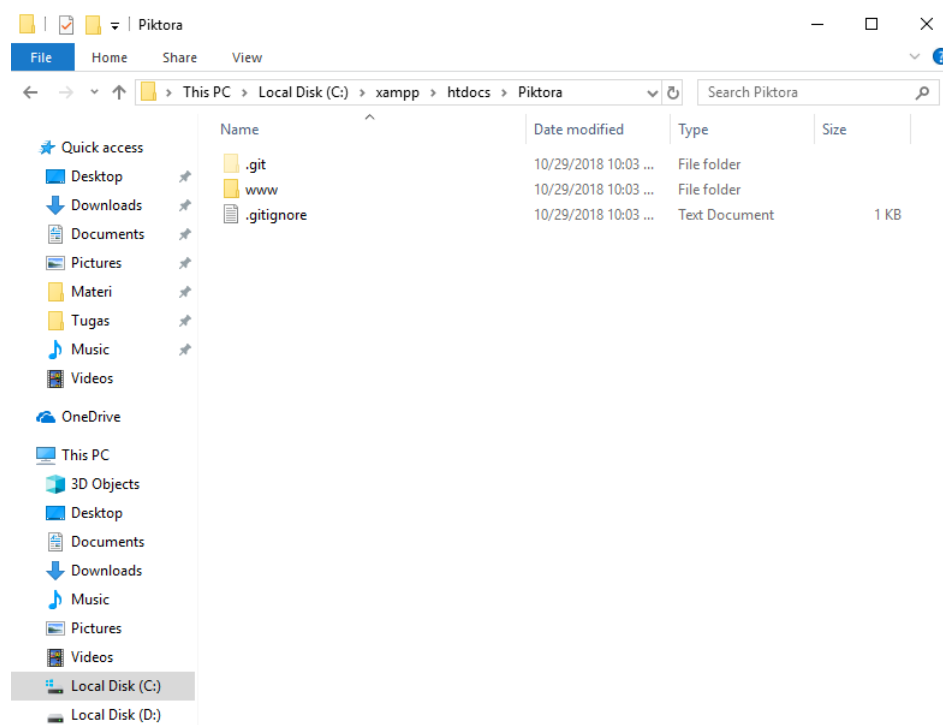 Piktora
File Home Share View
This PC > Local Disk (C:) > xampp > htdocs > Piktora
Search Piktora
Name Date modified Type Size
.git 10/29/2018 10:03 ... File folder
www 10/29/2018 10:03 ... File folder
.gitignore 10/29/2018 10:03 ... Text Document 1 KB
Quick access
Desktop
Downloads
Documents
Pictures
Materi
Tugas
Music
Videos
OneDrive
This PC
3D Objects
Desktop
Documents
Downloads
Music
Pictures
Videos
Local Disk (C:)
Local Disk (D:)